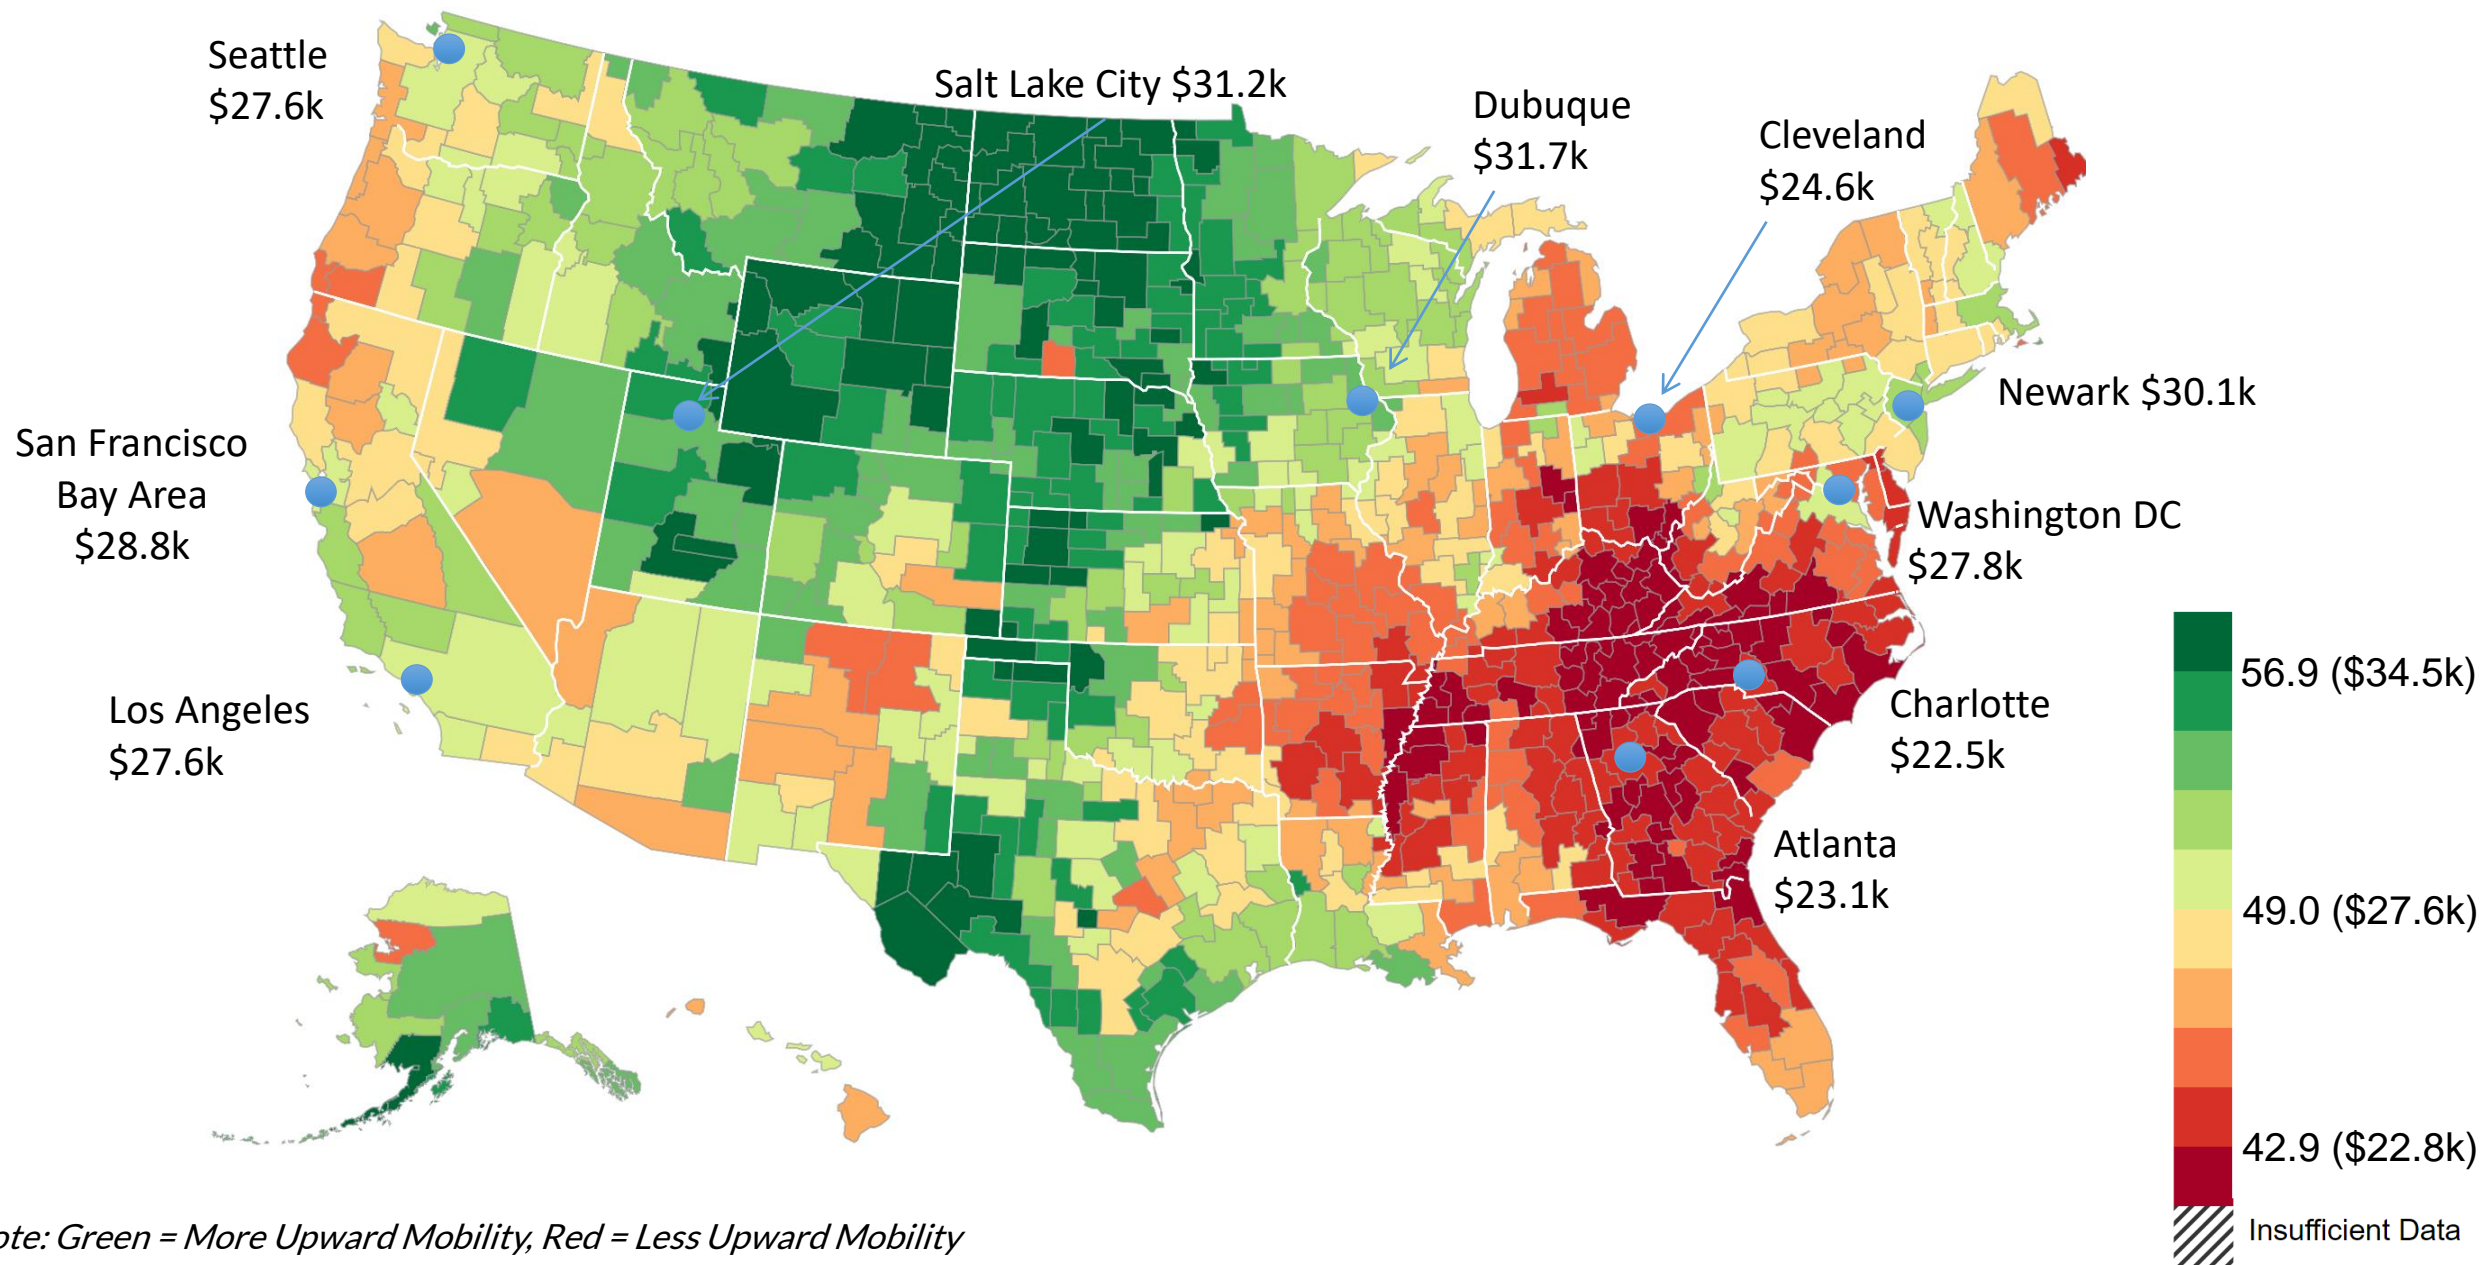 Seattle
$27.6k
Salt Lake City $31.2k
Dubuque
$31.7k
Cleveland
$24.6k
San Francisco
Bay Area
$28.8k
Newark $30.1k
Washington DC
$27.8k
Los Angeles
$27.6k
Charlotte
$22.5k
Atlanta
$23.1k
56.9 ($34.5k)
49.0 ($27.6k)
42.9 ($22.8k)
Insufficient Data
ote: Green = More Upward Mobility, Red = Less Upward Mobility